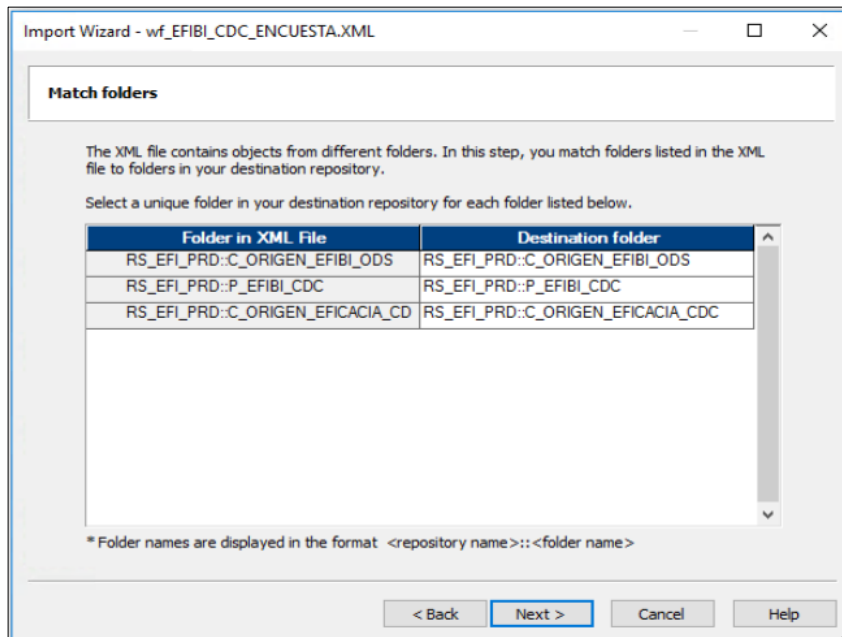 Import Wizard - wf_EFIBI_CDC_ENCUESTA.XML
Match folders
The XML file contains objects from different folders. In this step, you match folders listed in the XML
file to folders in your destination repository.
Select a unique folder in your destination repository for each folder listed below.
Folder in XML File Destination folder
RS_EFI_PRD::C_ORIGEN_EFIBI_ODS RS_EFI_PRD::C_ORIGEN_EFIBI_ODS
RS_EFI_PRD::P_EFIBI_CDC RS_EFI_PRD::P_EFIBI_CDC
RS_EFI_PRD::C_ORIGEN_EFICACIA_CD RS_EFI_PRD::C_ORIGEN_EFICACIA_CDC
* Folder names are displayed in the format <repository name>::<folder name>
< Back Next > Cancel Help